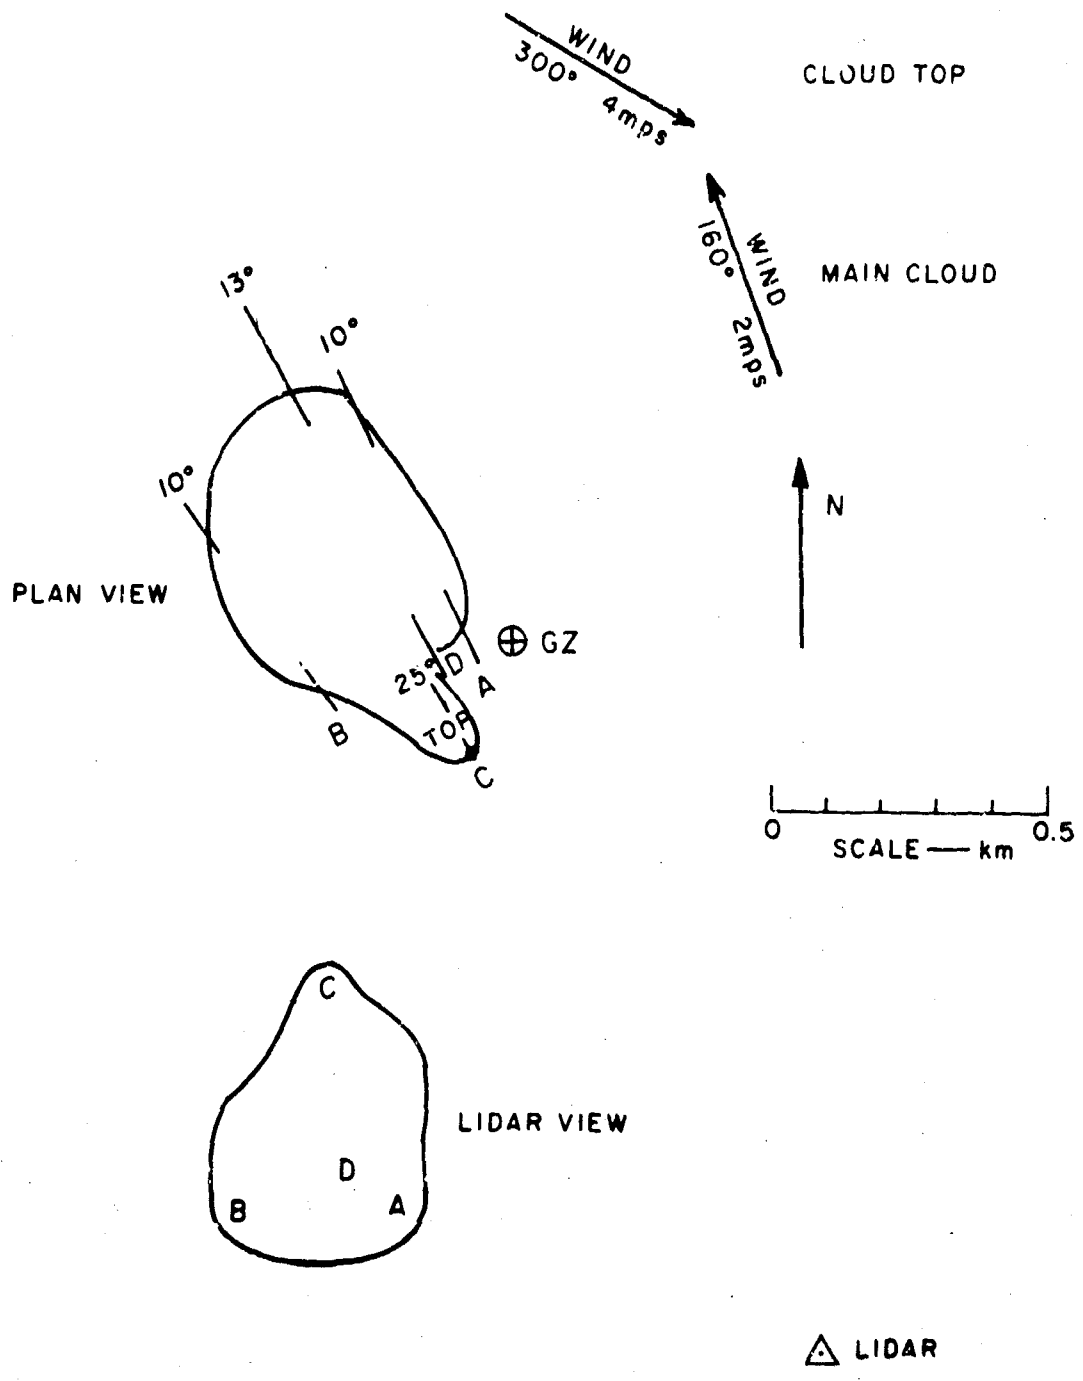 WIND
300° 4mps
CLOUD TOP
WIND
160° 2mps
MAIN CLOUD
13°
10°
10°
N
PLAN VIEW
⊕ GZ
25°
D
A
TOP
B
C
0 0.5
SCALE — km
C
LIDAR VIEW
D
B A
LIDAR